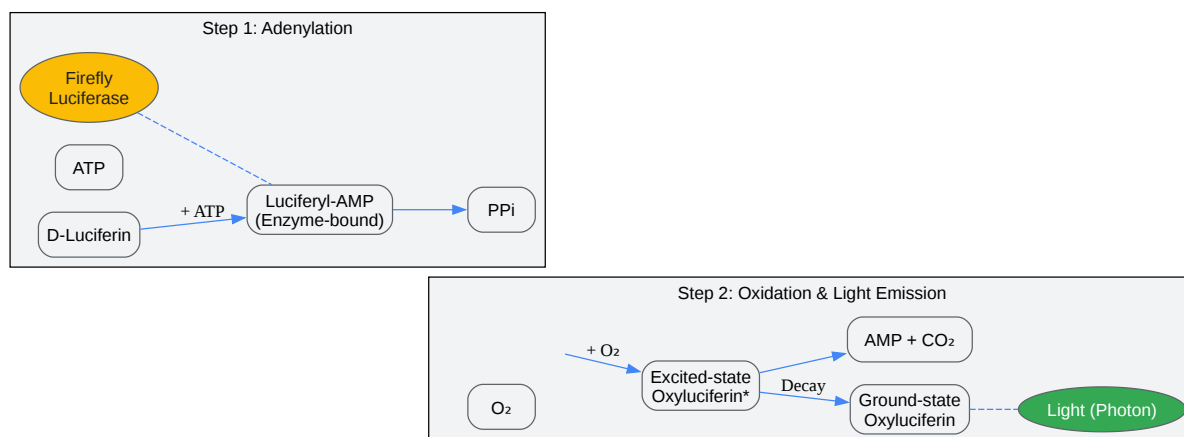 Step 1: Adenylation
Firefly
Luciferase
ATP
+ ATP
D-Luciferin
Luciferyl-AMP
(Enzyme-bound)
PPi
Step 2: Oxidation & Light Emission
+ O₂
O₂
Excited-state
Oxyluciferin*
AMP + CO₂
Decay
Ground-state
Oxyluciferin
Light (Photon)